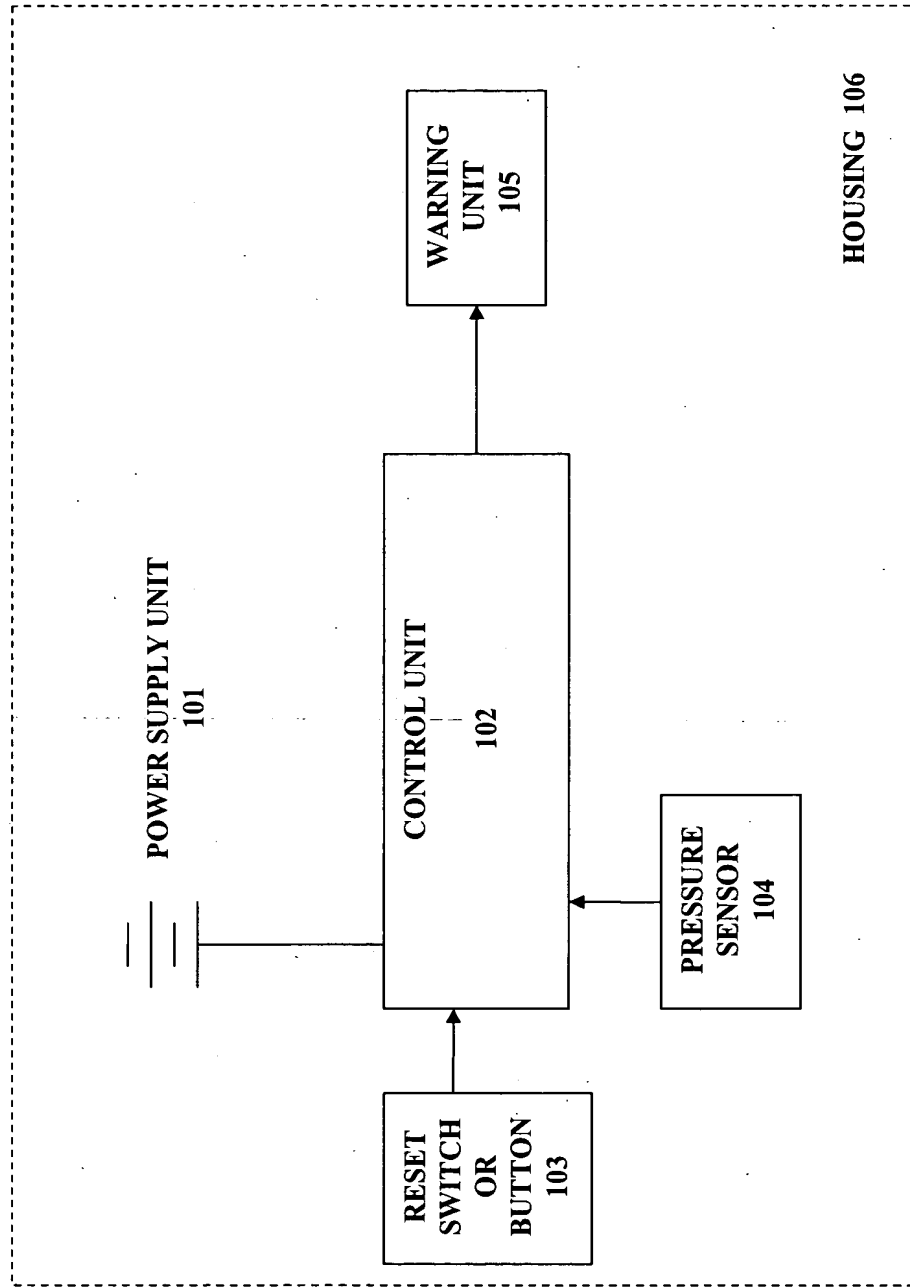 POWER SUPPLY UNIT
101
RESET
SWITCH
OR
BUTTON
103
CONTROL UNIT
102
WARNING
UNIT
105
PRESSURE
SENSOR
104
HOUSING 106